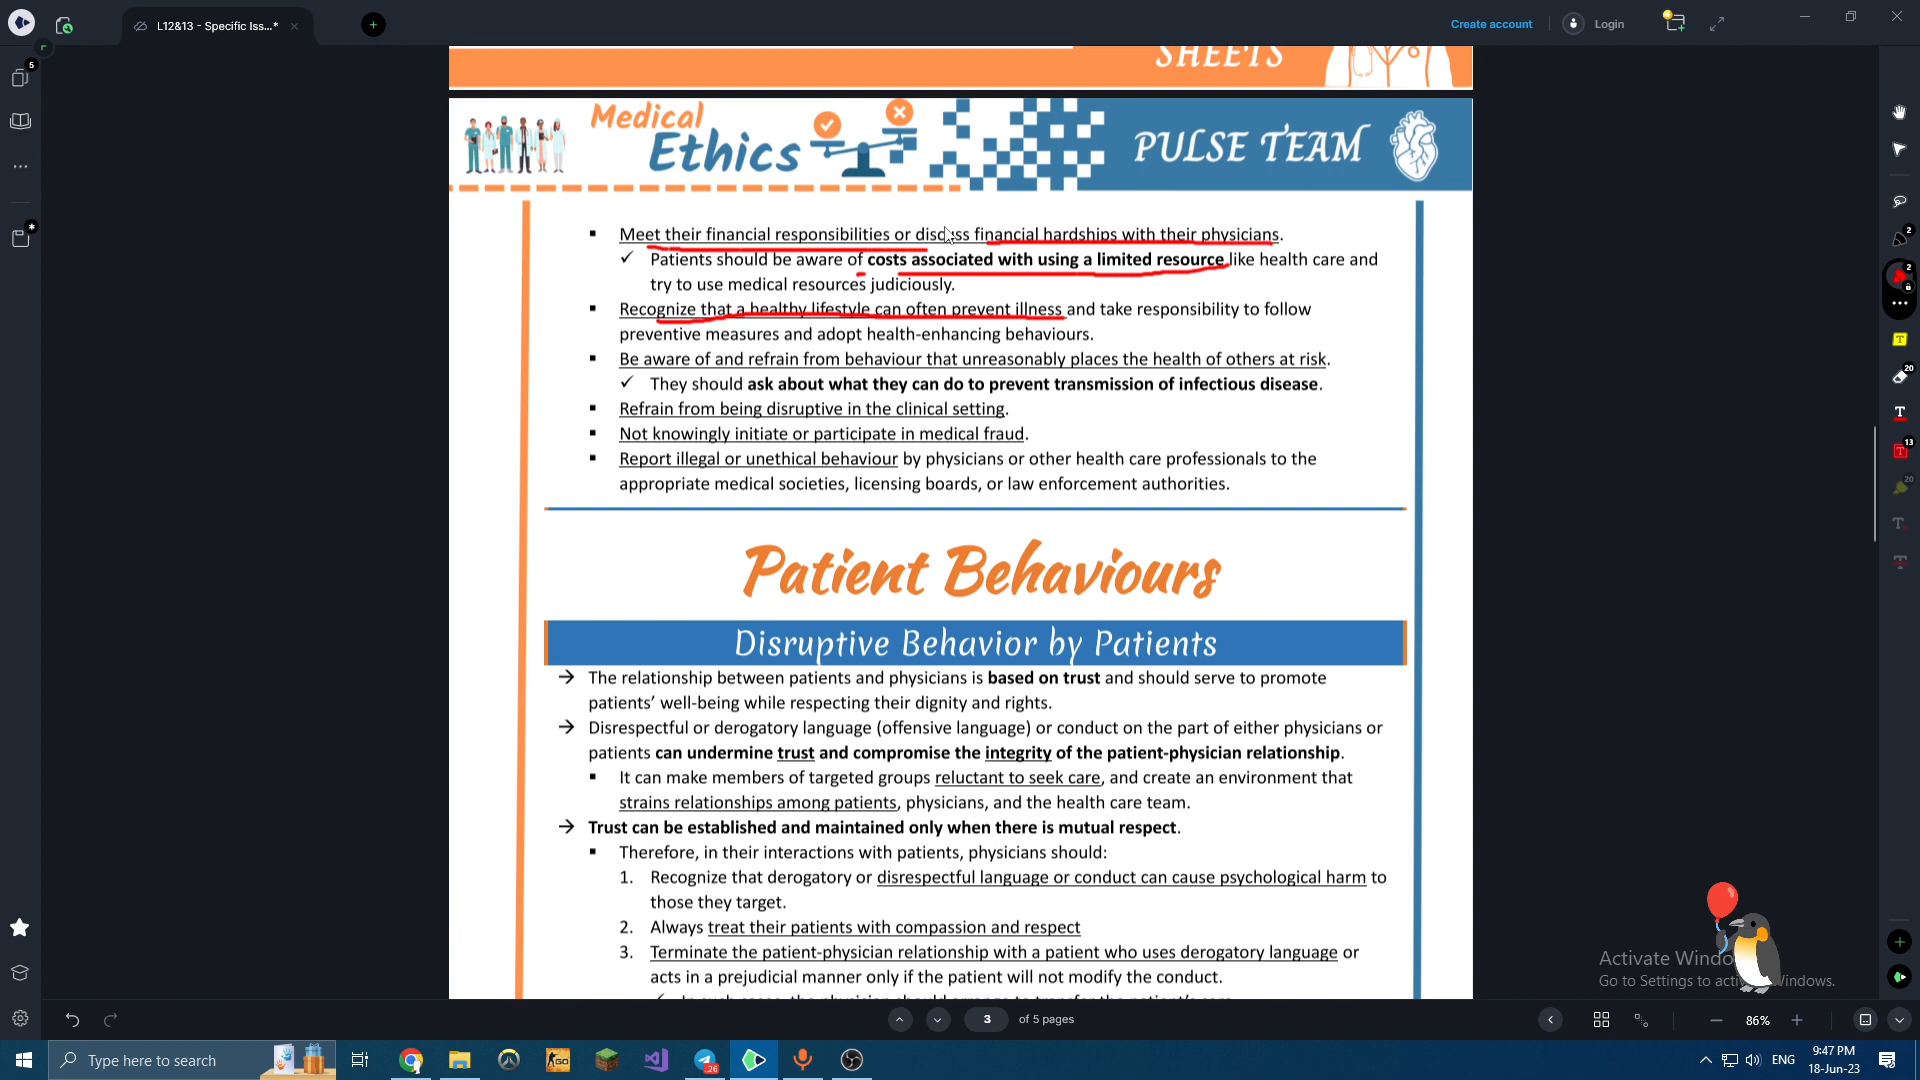 L12&13 - Specific Iss...*
Create account
Login
SHEETS
Medical
Ethics
PULSE TEAM
▪ Meet their financial responsibilities or discuss financial hardships with their physicians.
✓ Patients should be aware of costs associated with using a limited resource like health care and
try to use medical resources judiciously.
▪ Recognize that a healthy lifestyle can often prevent illness and take responsibility to follow
preventive measures and adopt health-enhancing behaviours.
▪ Be aware of and refrain from behaviour that unreasonably places the health of others at risk.
✓ They should ask about what they can do to prevent transmission of infectious disease.
▪ Refrain from being disruptive in the clinical setting.
▪ Not knowingly initiate or participate in medical fraud.
▪ Report illegal or unethical behaviour by physicians or other health care professionals to the
appropriate medical societies, licensing boards, or law enforcement authorities.
Patient Behaviours
Disruptive Behavior by Patients
→ The relationship between patients and physicians is based on trust and should serve to promote
patients’ well-being while respecting their dignity and rights.
→ Disrespectful or derogatory language (offensive language) or conduct on the part of either physicians or
patients can undermine trust and compromise the integrity of the patient-physician relationship.
▪ It can make members of targeted groups reluctant to seek care, and create an environment that
strains relationships among patients, physicians, and the health care team.
→ Trust can be established and maintained only when there is mutual respect.
▪ Therefore, in their interactions with patients, physicians should:
1. Recognize that derogatory or disrespectful language or conduct can cause psychological harm to
those they target.
2. Always treat their patients with compassion and respect
3. Terminate the patient-physician relationship with a patient who uses derogatory language or
acts in a prejudicial manner only if the patient will not modify the conduct.
5
2
2
20
13
20
Activate Windo
Go to Settings to acti indows.
3 of 5 pages
86%
Type here to search
GO
26
ENG
9:47 PM
18-Jun-23